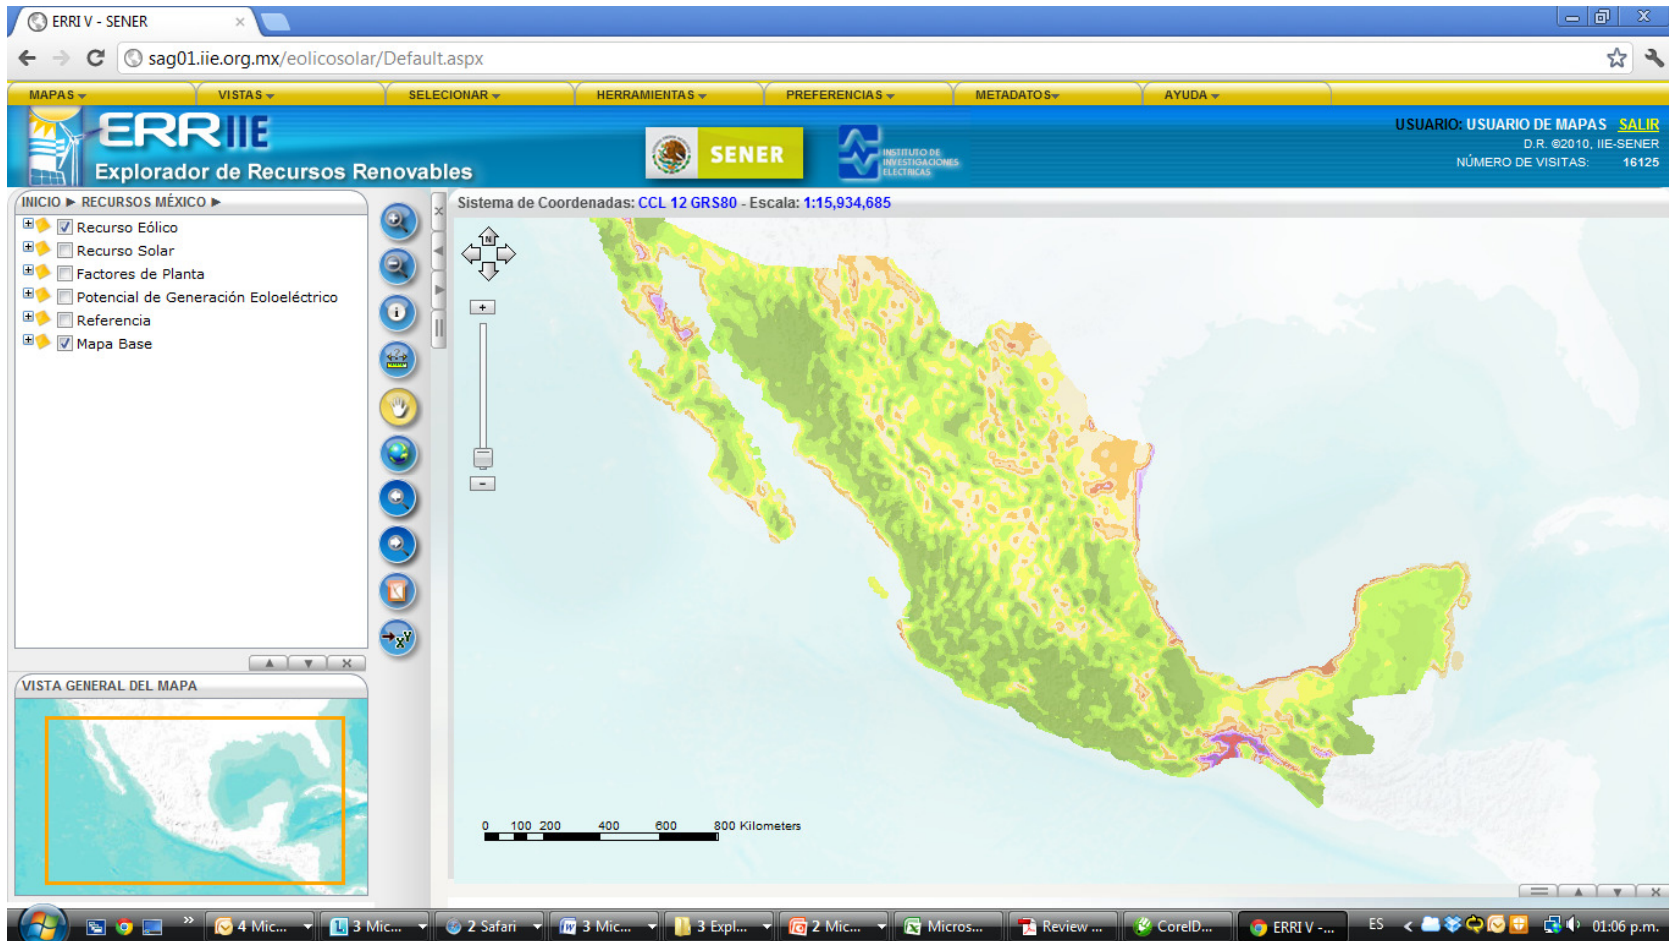 ERRI V - SENER
sag01.iie.org.mx/eolicosolar/Default.aspx
MAPAS VISTAS SELECIONAR HERRAMIENTAS PREFERENCIAS METADATOS AYUDA
ERRIIE
Explorador de Recursos Renovables
SENER
INSTITUTO DE
INVESTIGACIONES
ELECTRICAS
USUARIO: USUARIO DE MAPAS SALIR
D.R. ©2010, IIE-SENER
NÚMERO DE VISITAS: 16125
INICIO ► RECURSOS MÉXICO ►
Recurso Eólico
Recurso Solar
Factores de Planta
Potencial de Generación Eoloeléctrico
Referencia
Mapa Base
Sistema de Coordenadas: CCL 12 GRS80 - Escala: 1:15,934,685
N
X Y
0 100 200 400 600 800 Kilometers
VISTA GENERAL DEL MAPA
4 Mic... 3 Mic... 2 Safari 3 Mic... 3 Expl... 2 Mic... Micros... Review ... CorelD... ERRI V -... ES 01:06 p.m.